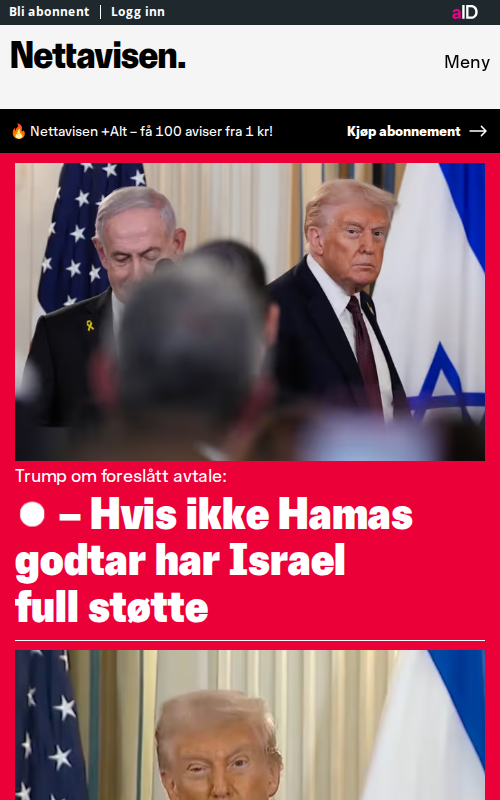 Bli abonnent | Logg inn
aID
Nettavisen.
Meny
🔥 Nettavisen +Alt – få 100 aviser fra 1 kr!
Kjøp abonnement →
Trump om foreslått avtale:
– Hvis ikke Hamas
godtar har Israel
full støtte